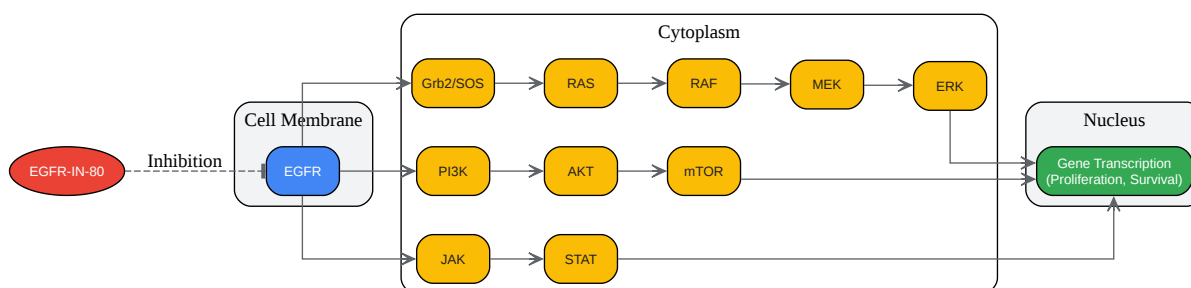 Cytoplasm
Grb2/SOS
RAS
RAF
MEK
ERK
Cell Membrane
Nucleus
EGFR-IN-80
Inhibition
EGFR
PI3K
AKT
mTOR
Gene Transcription
(Proliferation, Survival)
JAK
STAT